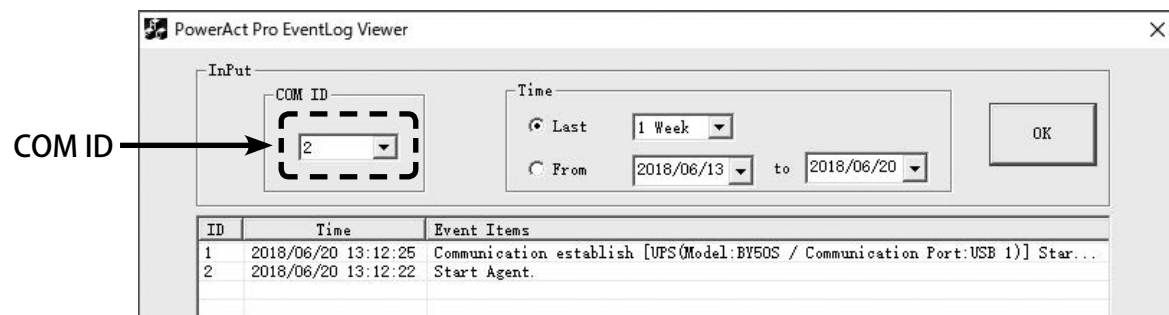 PowerAct Pro EventLog Viewer
InPut
COM ID
Time
COM ID
2
Last
1 Week
OK
From
2018/06/13
to
2018/06/20
ID Time Event Items
1 2018/06/20 13:12:25 Communication establish [UPS(Model:BY50S / Communication Port:USB 1)] Star...
2 2018/06/20 13:12:22 Start Agent.